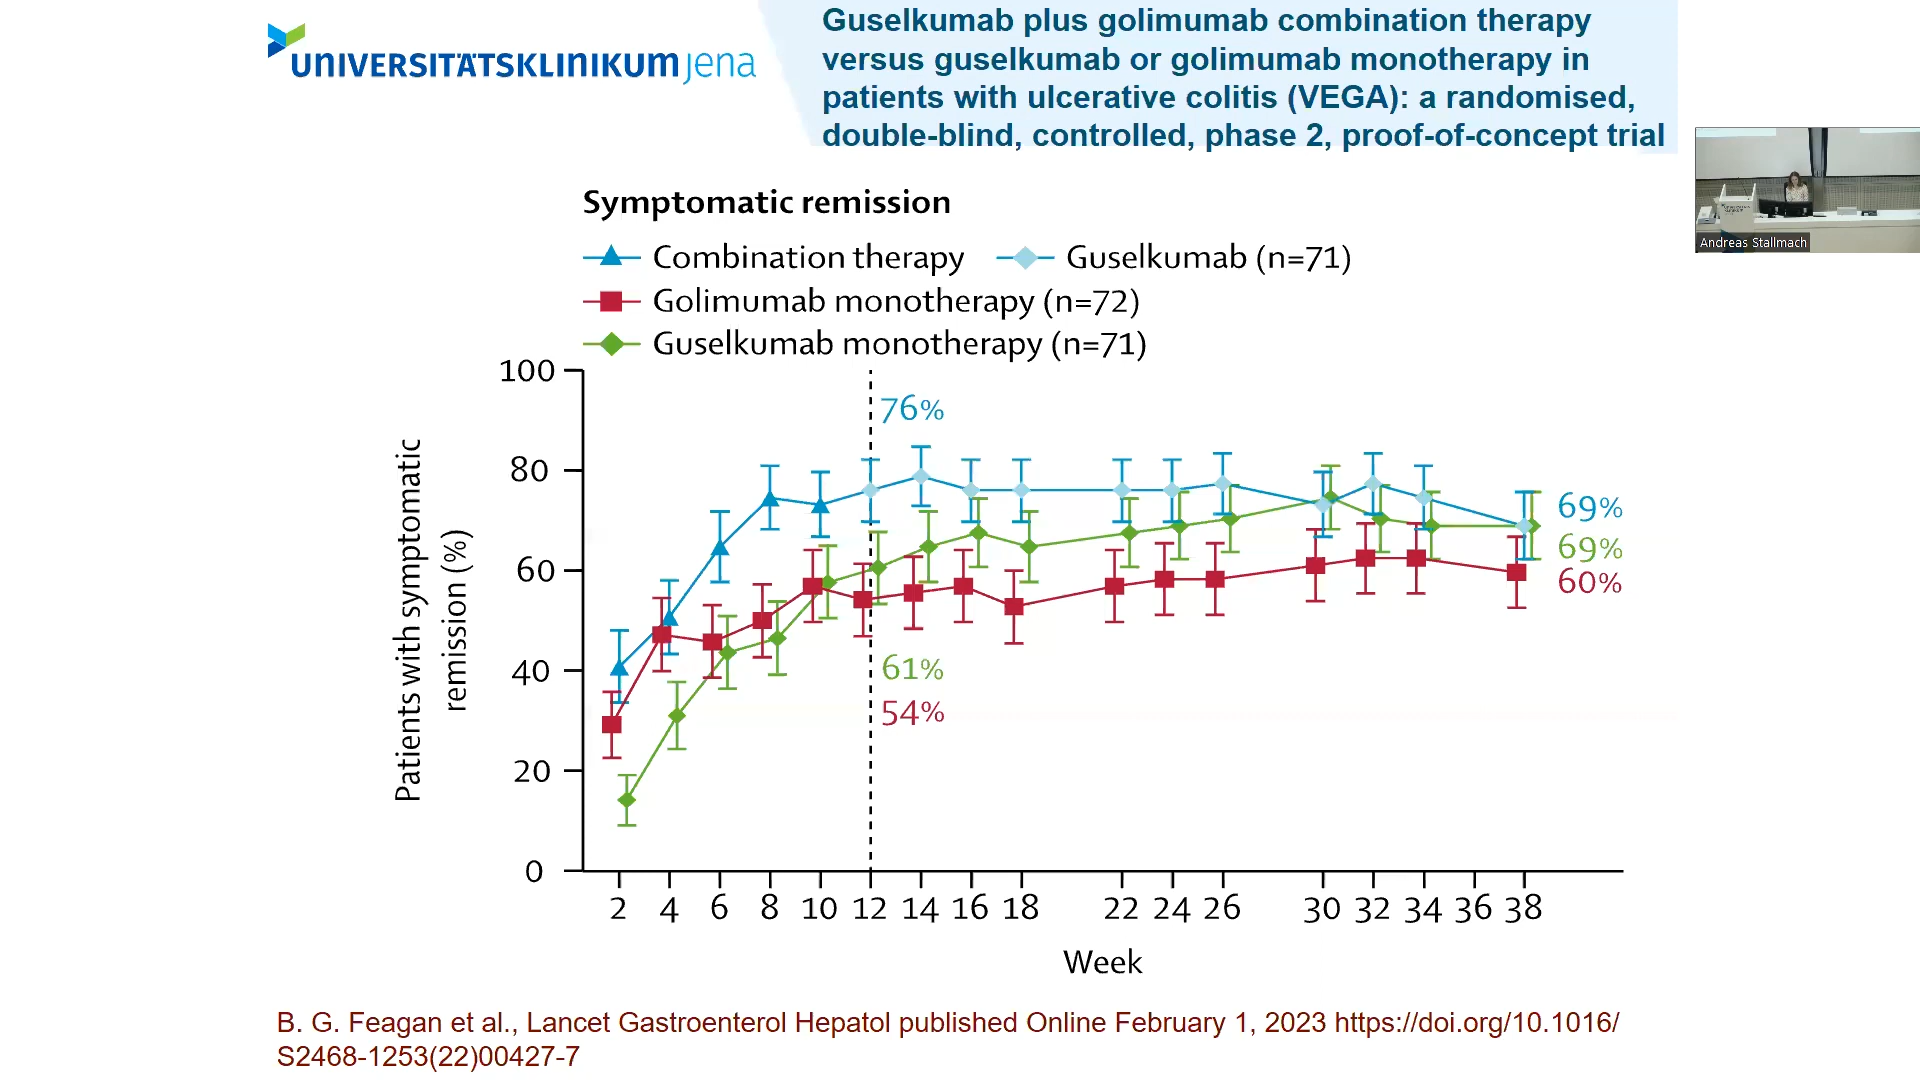 UNIVERSITÄTSKLINIKUM jena
Guselkumab plus golimumab combination therapy
versus guselkumab or golimumab monotherapy in
patients with ulcerative colitis (VEGA): a randomised,
double-blind, controlled, phase 2, proof-of-concept trial
Andreas Stallmach
Symptomatic remission
Combination therapy
Guselkumab (n=71)
Golimumab monotherapy (n=72)
Guselkumab monotherapy (n=71)
Patients with symptomatic
remission (%)
100
80
60
40
20
0
76%
61%
54%
69%
69%
60%
2 4 6 8 10 12 14 16 18 22 24 26 30 32 34 36 38
Week
B. G. Feagan et al., Lancet Gastroenterol Hepatol published Online February 1, 2023 https://doi.org/10.1016/
S2468-1253(22)00427-7